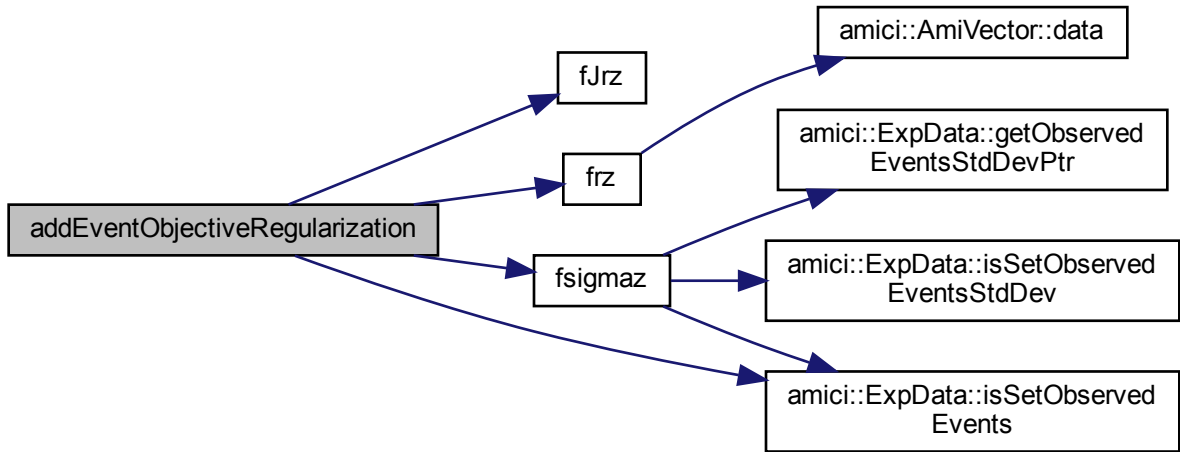 addEventObjectiveRegularization
fJrz
frz
fsigmaz
amici::AmiVector::data
amici::ExpData::getObserved
EventsStdDevPtr
amici::ExpData::isSetObserved
EventsStdDev
amici::ExpData::isSetObserved
Events